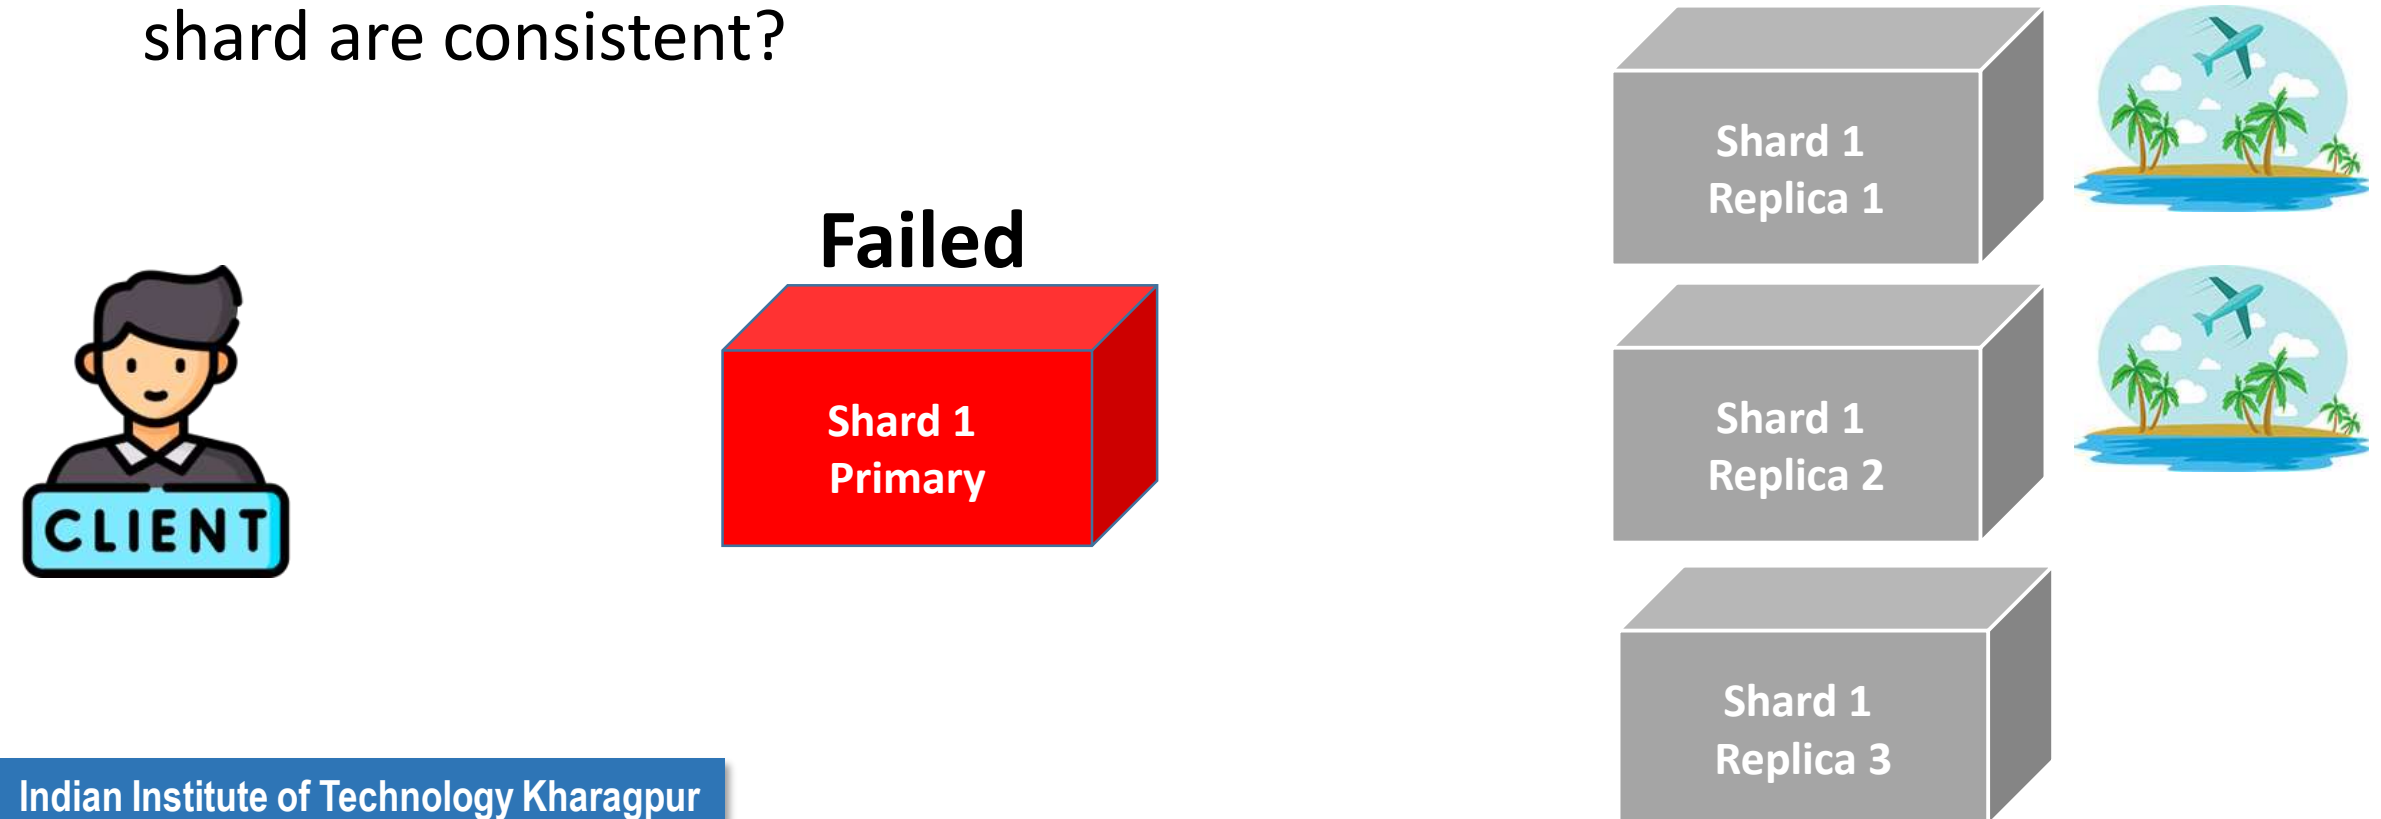 shard are consistent?
Failed
Shard 1
Primary
CLIENT
Shard 1
Replica 1
Shard 1
Replica 2
Shard 1
Replica 3
Indian Institute of Technology Kharagpur